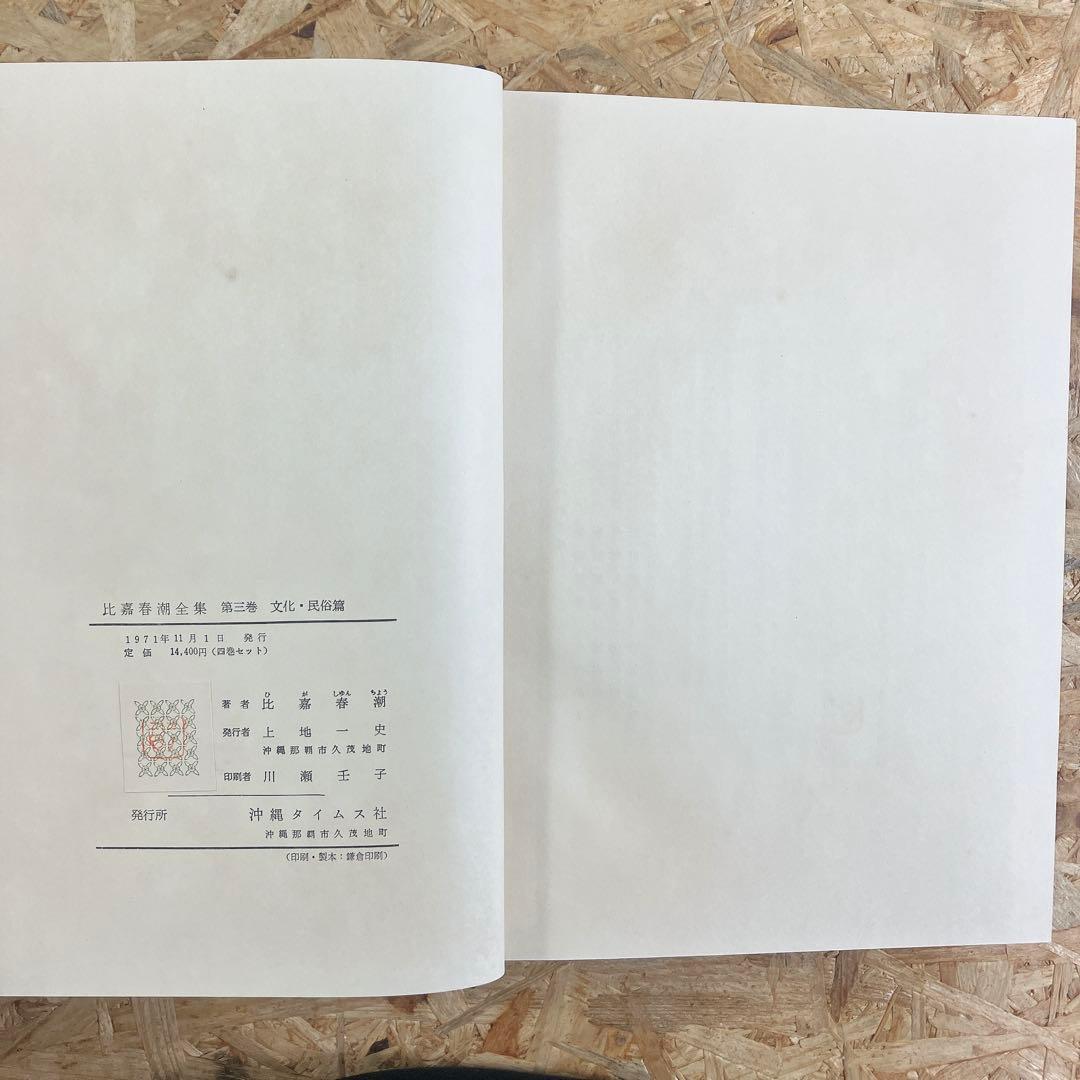 比嘉春潮全集 第三巻 文化・民俗篇
1971年11月1日 発行
定価 14,400円(四巻セット)
ひ が しゆん ちよう
著者 比嘉春潮
発行者 上地一史
沖縄那覇市久茂地町
印刷者 川瀬壬子
発行所 沖縄タイムス社
沖縄那覇市久茂地町
(印刷・製本:鎌倉印刷)